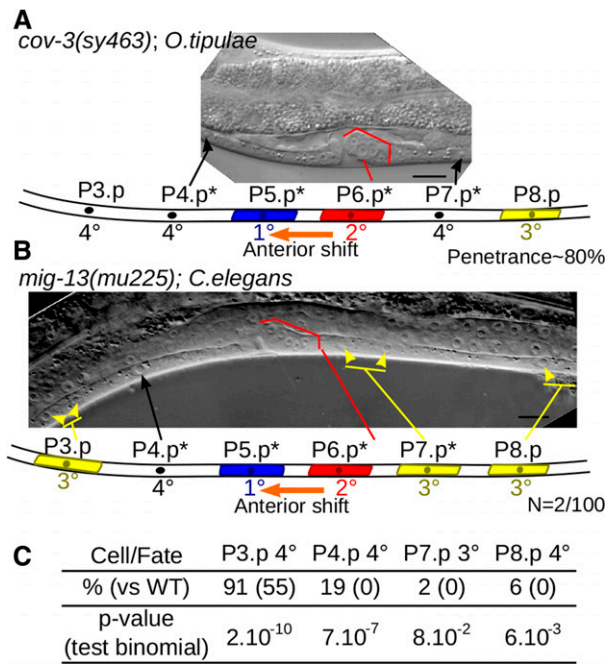 A
cov-3(sy463); O.tipulae
P3.p P4.p* P5.p* P6.p* P7.p* P8.p
4° 4° 1° 2° 4° 3°
Anterior shift
Penetrance~80%
B
mig-13(mu225); C.elegans
P3.p P4.p* P5.p* P6.p* P7.p* P8.p
3° 4° 1° 2° 3° 3°
Anterior shift
N=2/100
C
Cell/Fate P3.p 4° P4.p 4° P7.p 3° P8.p 4°
% (vs WT) 91 (55) 19 (0) 2 (0) 6 (0)
p-value (test binomial) 2.10⁻¹⁰ 7.10⁻⁷ 8.10⁻² 6.10⁻³